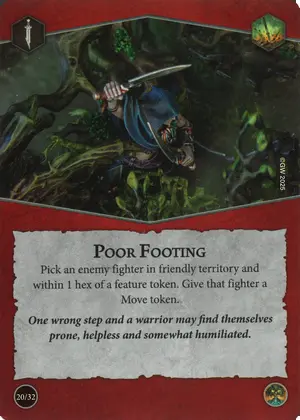 ©GW 2025
POOR FOOTING
Pick an enemy fighter in friendly territory and
within 1 hex of a feature token. Give that fighter a
Move token.
One wrong step and a warrior may find themselves
prone, helpless and somewhat humiliated.
20/32